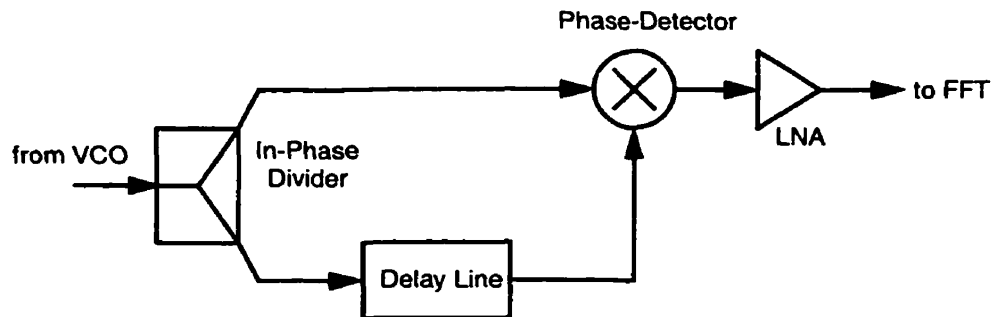 Phase-Detector
to FFT
LNA
from VCO
In-Phase
Divider
Delay Line